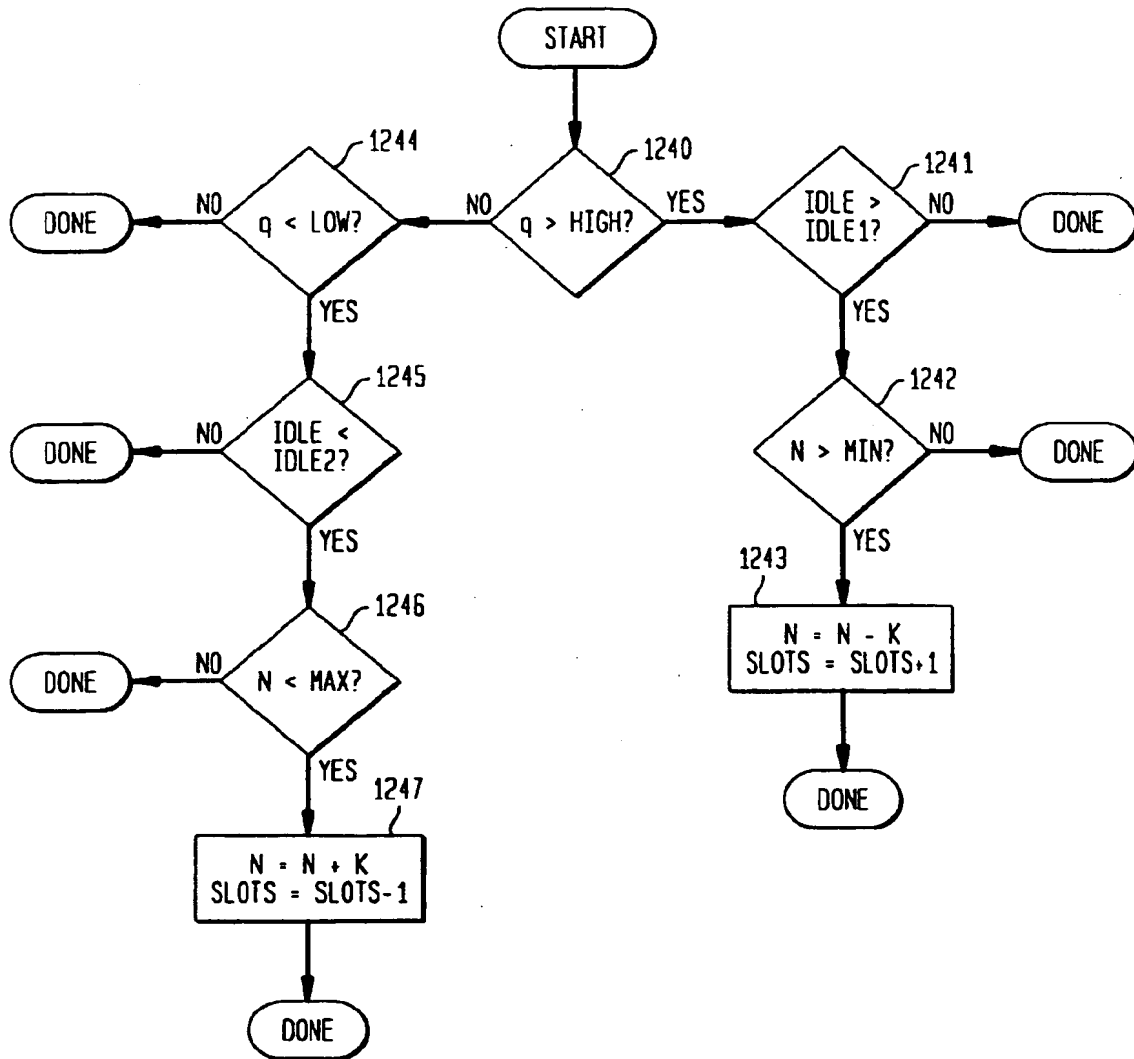 START
1244
1240
1241
DONE
NO
q < LOW?
NO
q > HIGH?
YES
IDLE >
IDLE1?
NO
DONE
YES
YES
1245
1242
DONE
NO
IDLE <
IDLE2?
N > MIN?
NO
DONE
YES
YES
1246
1243
DONE
NO
N < MAX?
N = N - K
SLOTS = SLOTS+1
YES
1247
DONE
N = N + K
SLOTS = SLOTS-1
DONE